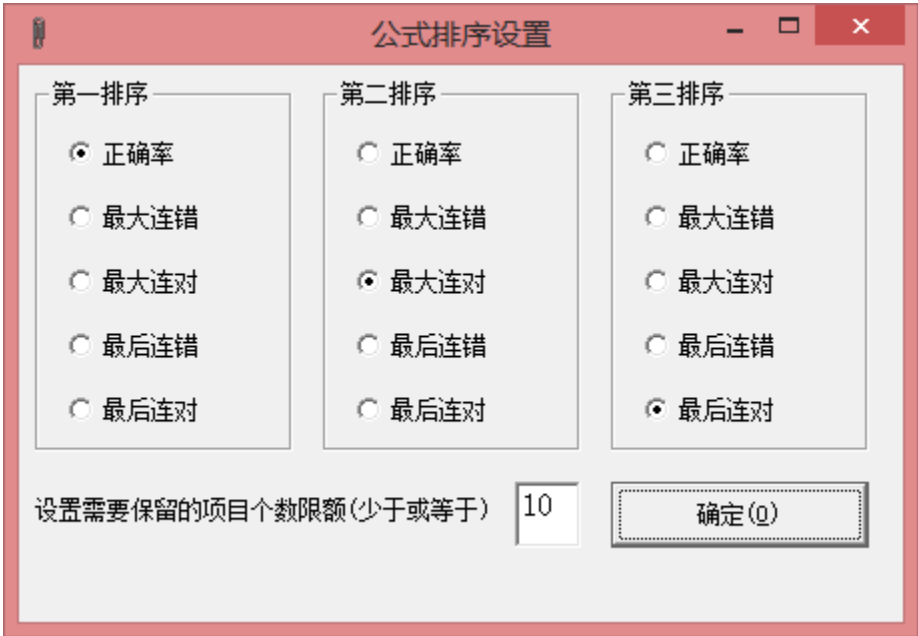 公式排序设置
第一排序
正确率
最大连错
最大连对
最后连错
最后连对
第二排序
正确率
最大连错
最大连对
最后连错
最后连对
第三排序
正确率
最大连错
最大连对
最后连错
最后连对
设置需要保留的项目个数限额(少于或等于) 10 确定(O)